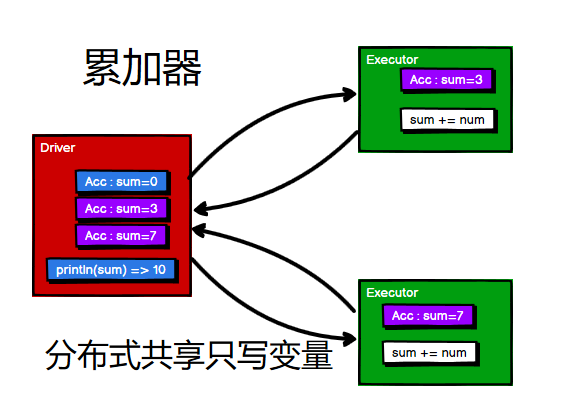 累加器
Executor
Acc : sum=3
sum += num
Driver
Acc : sum=0
Acc : sum=3
Acc : sum=7
println(sum) => 10
Executor
Acc : sum=7
sum += num
分布式共享只写变量